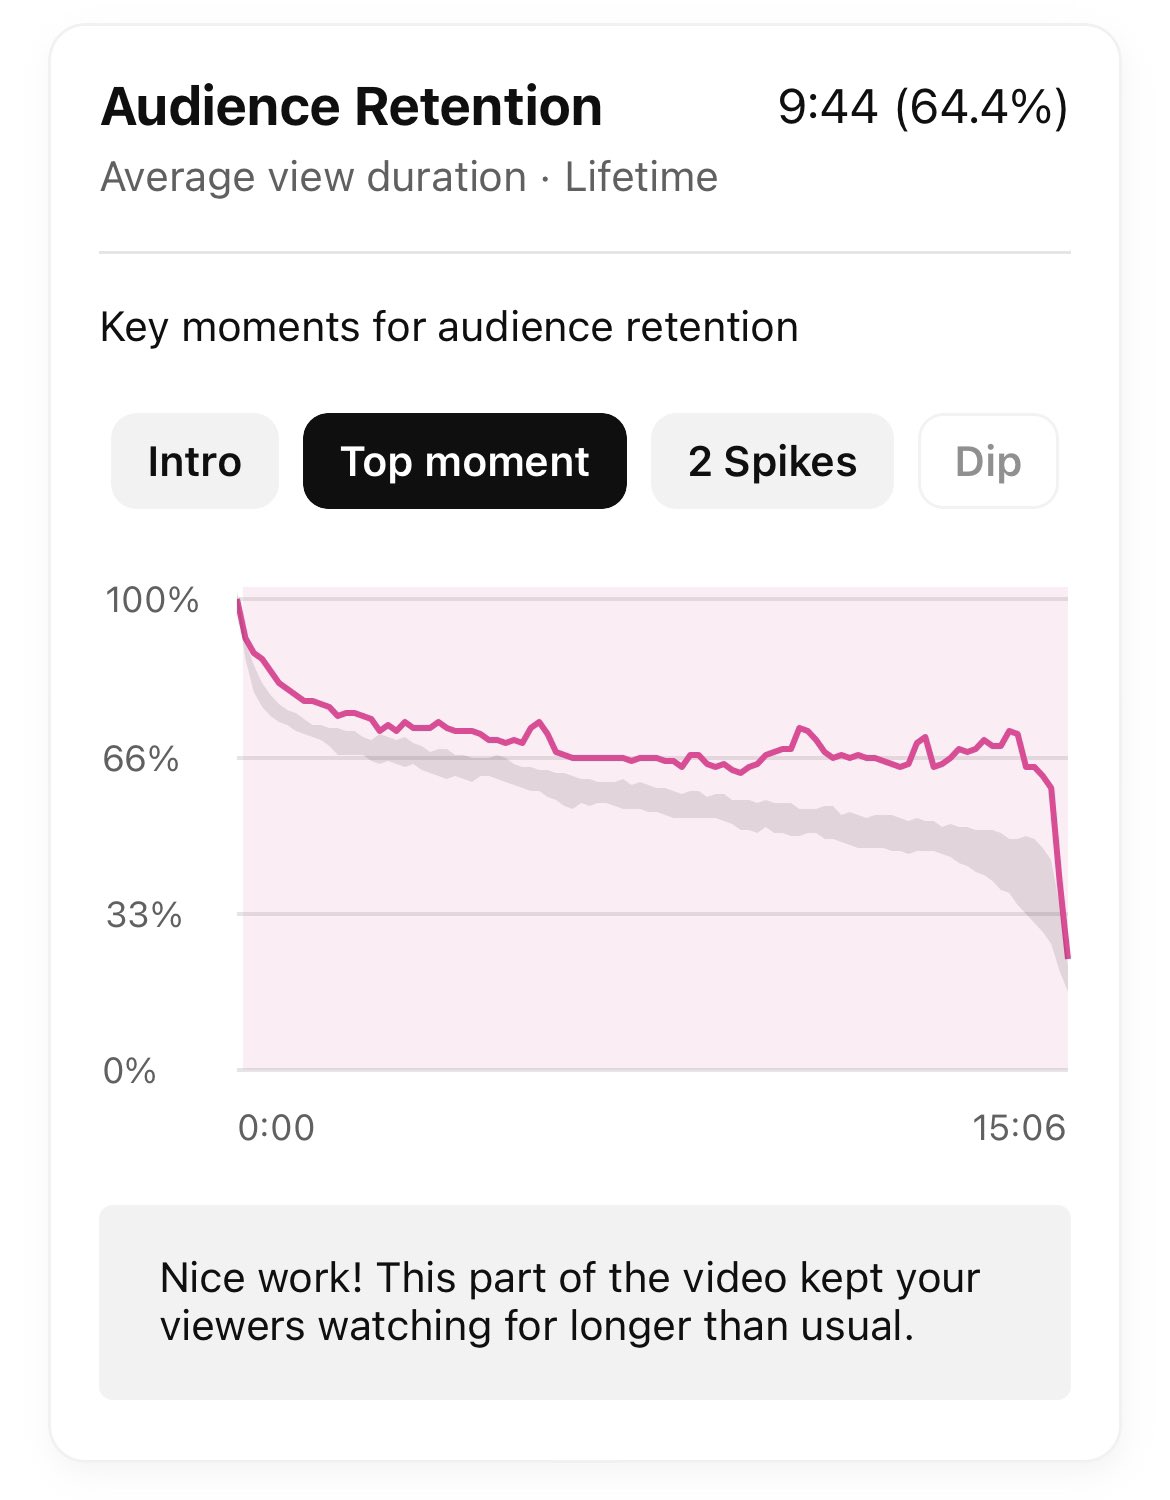 Audience Retention 9:44 (64.4%)
Average view duration · Lifetime
Key moments for audience retention
Intro Top moment 2 Spikes Dip
100%
66%
33%
0%
0:00 15:06
Nice work! This part of the video kept your
viewers watching for longer than usual.